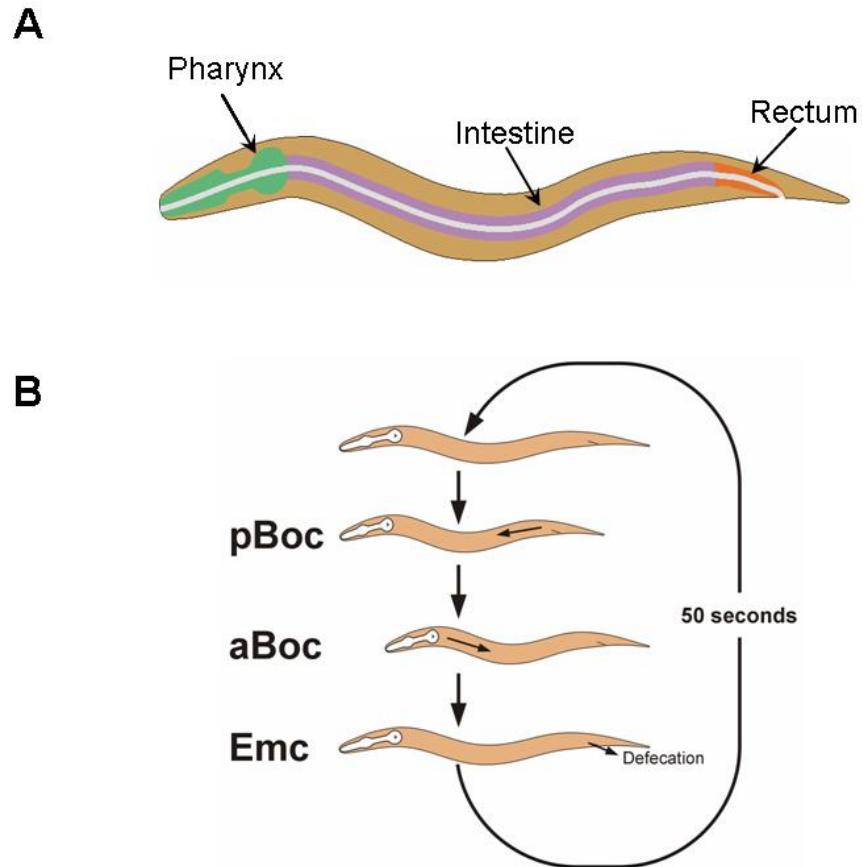 A
Pharynx
Intestine
Rectum
B
pBoc
aBoc
50 seconds
Emc
Defecation